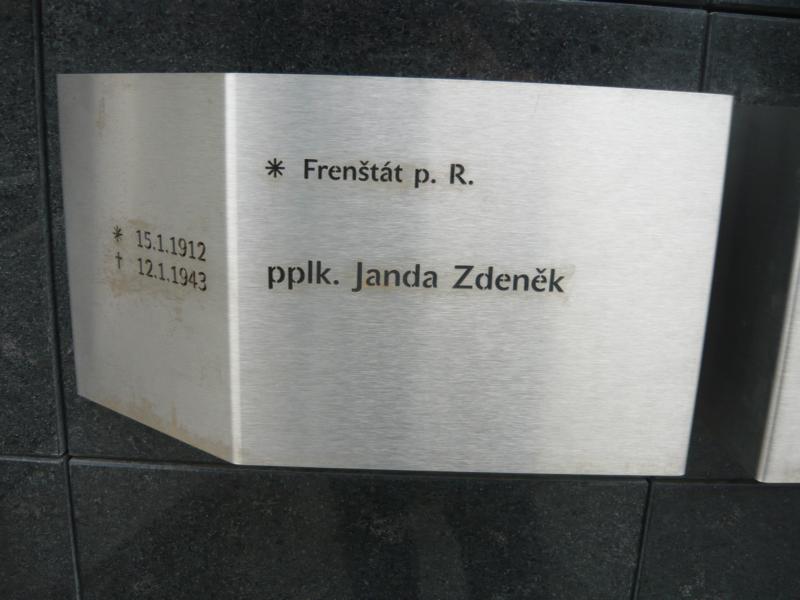 * 15.1.1912
† 12.1.1943
* Frenštát p. R.
pplk. Janda Zdeněk